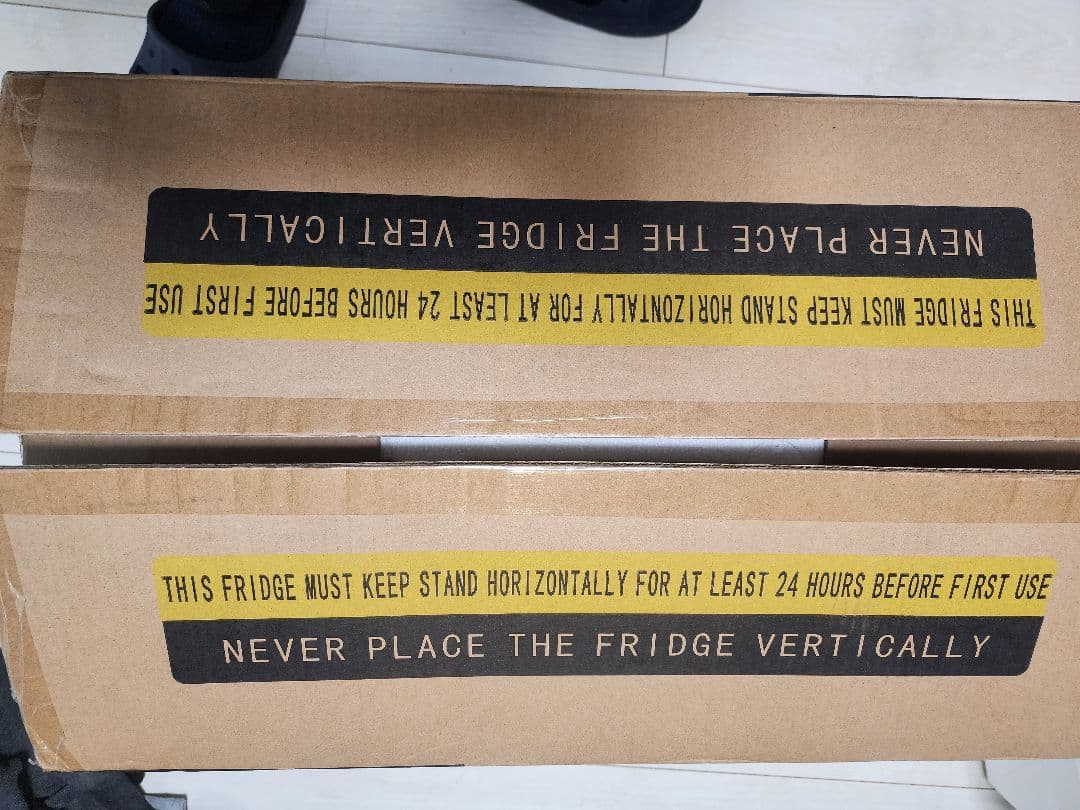 NEVER PLACE THE FRIDGE VERTICALLY
THIS FRIDGE MUST KEEP STAND HORIZONTALLY FOR AT LEAST 24 HOURS BEFORE FIRST USE
THIS FRIDGE MUST KEEP STAND HORIZONTALLY FOR AT LEAST 24 HOURS BEFORE FIRST USE
NEVER PLACE THE FRIDGE VERTICALLY